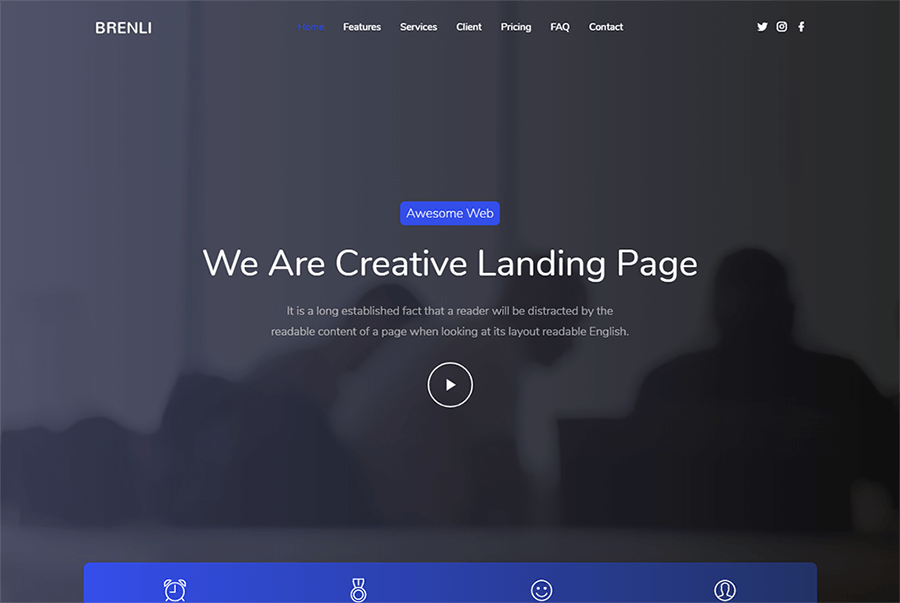 BRENLI
Home Features Services Client Pricing FAQ Contact
Awesome Web
We Are Creative Landing Page
It is a long established fact that a reader will be distracted by the
readable content of a page when looking at its layout readable English.